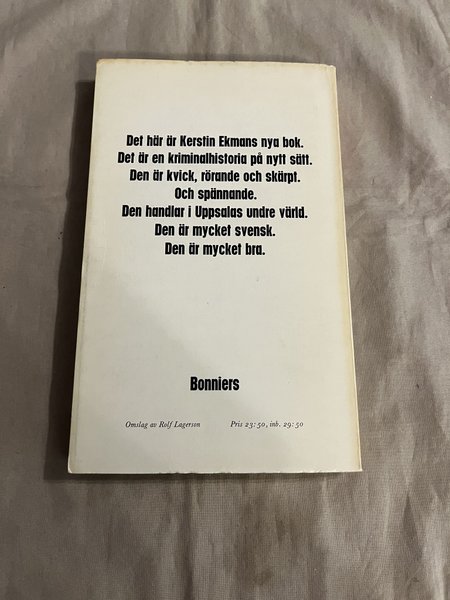 Det här är Kerstin Ekmans nya bok.
Det är en kriminalhistoria på nytt sätt.
Den är kvick, rörande och skärpt.
Och spännande.
Den handlar i Uppsalas undre värld.
Den är mycket svensk.
Den är mycket bra.
Bonniers
Omslag av Rolf Lagerson Pris 23:50, inb. 29:50